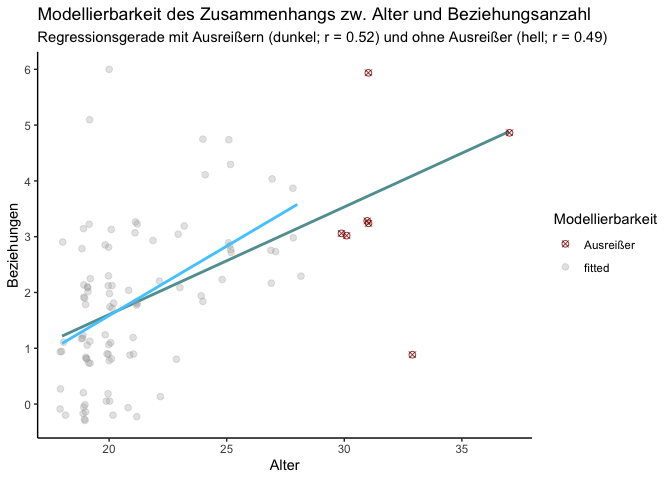 Modellierbarkeit des Zusammenhangs zw. Alter und Beziehungsanzahl
Regressionsgerade mit Ausreißern (dunkel; r = 0.52) und ohne Ausreißer (hell; r = 0.49)
6
5
4
3
2
1
0
Beziehungen
20 25 30 35
Alter
Modellierbarkeit
Ausreißer
fitted